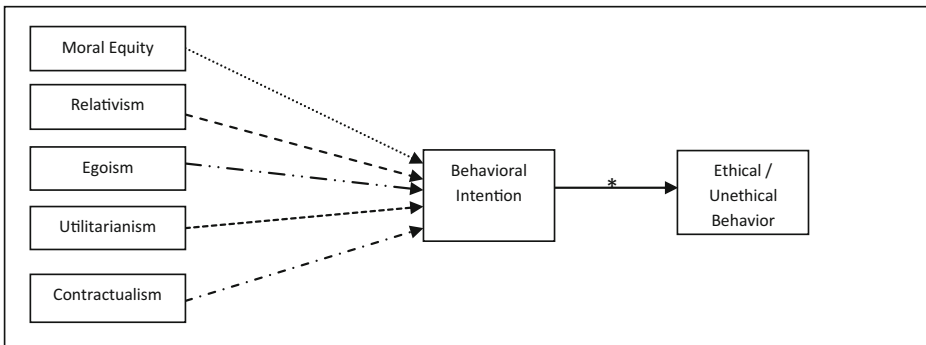 Moral Equity
Relativism
Egoism
Utilitarianism
Contractualism
Behavioral
Intention
*
Ethical /
Unethical
Behavior